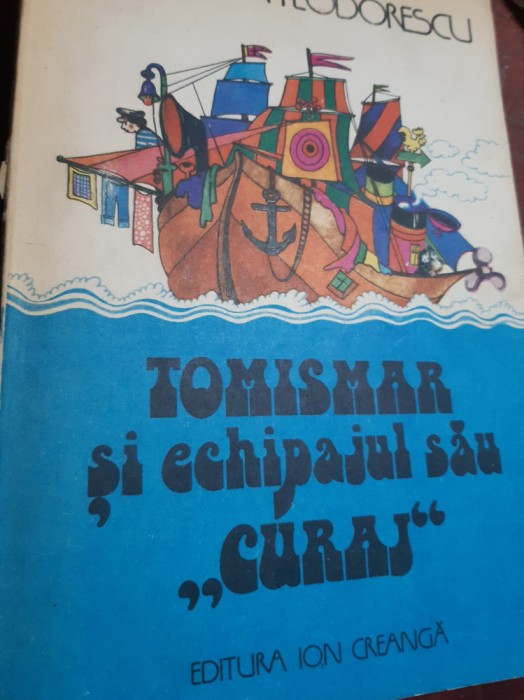 TEODORESCU
TOMISMAR
și echipajul său
„CURAJ“
EDITURA ION CREANGĂ